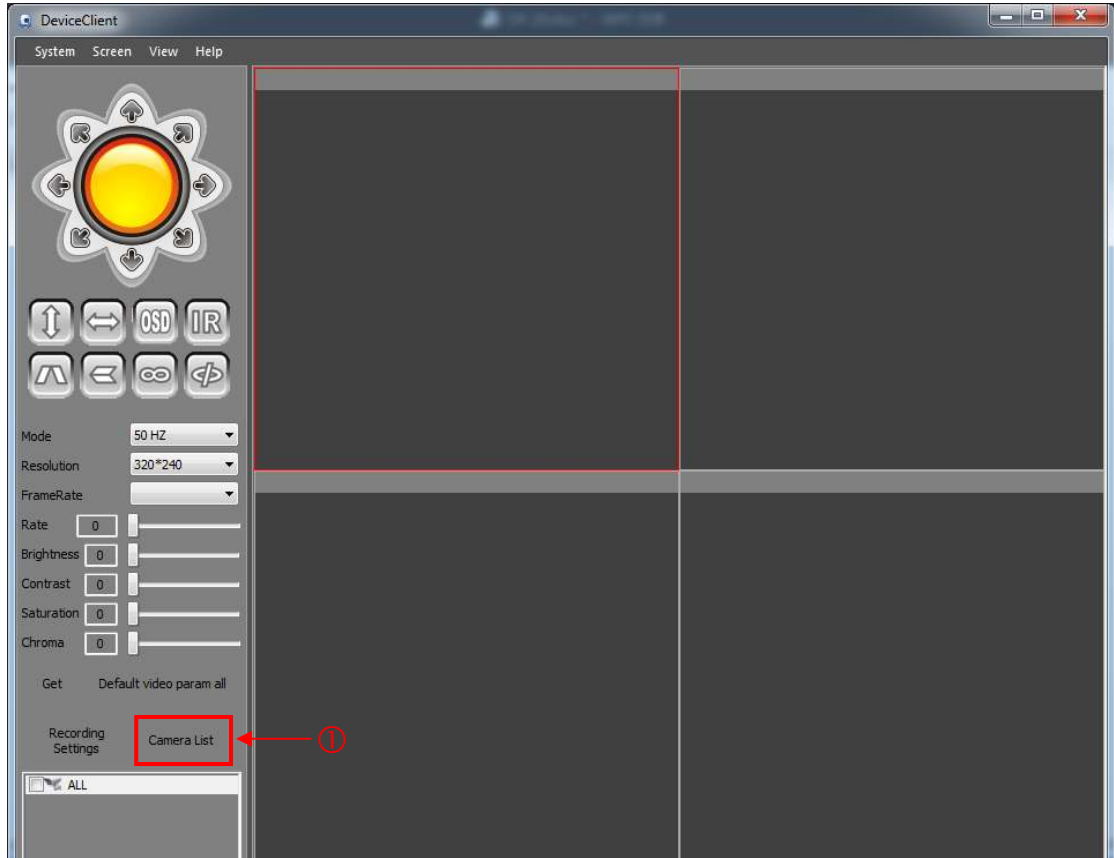 DeviceClient
System Screen View Help
OSD IR
Mode 50 HZ
Resolution 320*240
FrameRate
Rate 0
Brightness 0
Contrast 0
Saturation 0
Chroma 0
Get Default video param all
Recording
Settings
Camera List
①
ALL